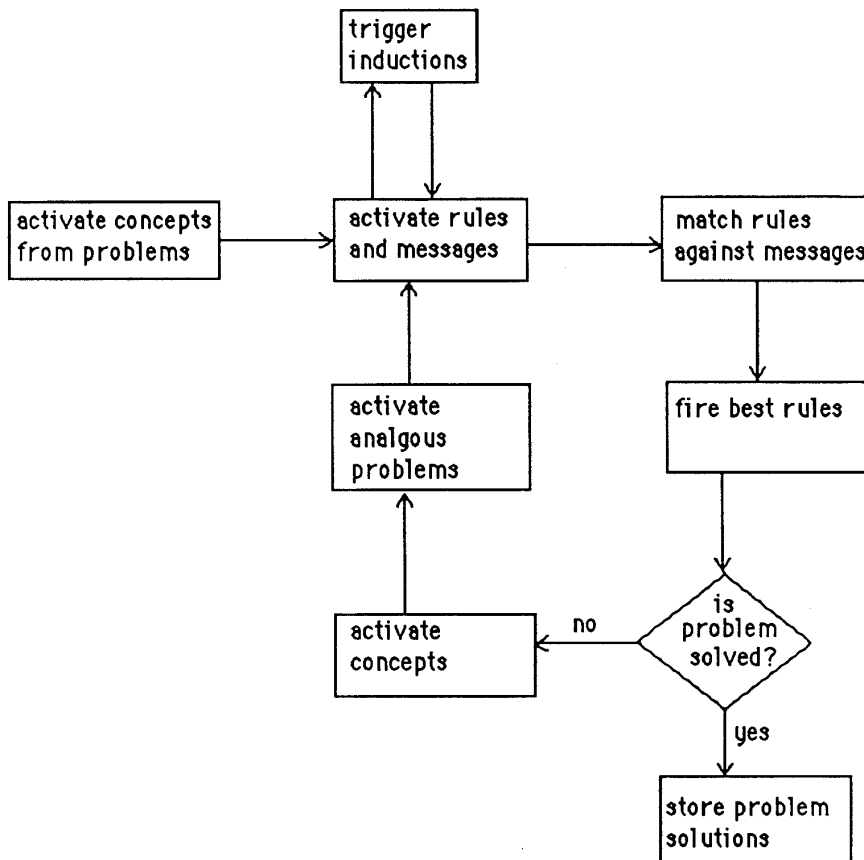 trigger
inductions
activate concepts
from problems
activate rules
and messages
match rules
against messages
activate
analgous
problems
fire best rules
is
problem
solved?
no
activate
concepts
yes
store problem
solutions